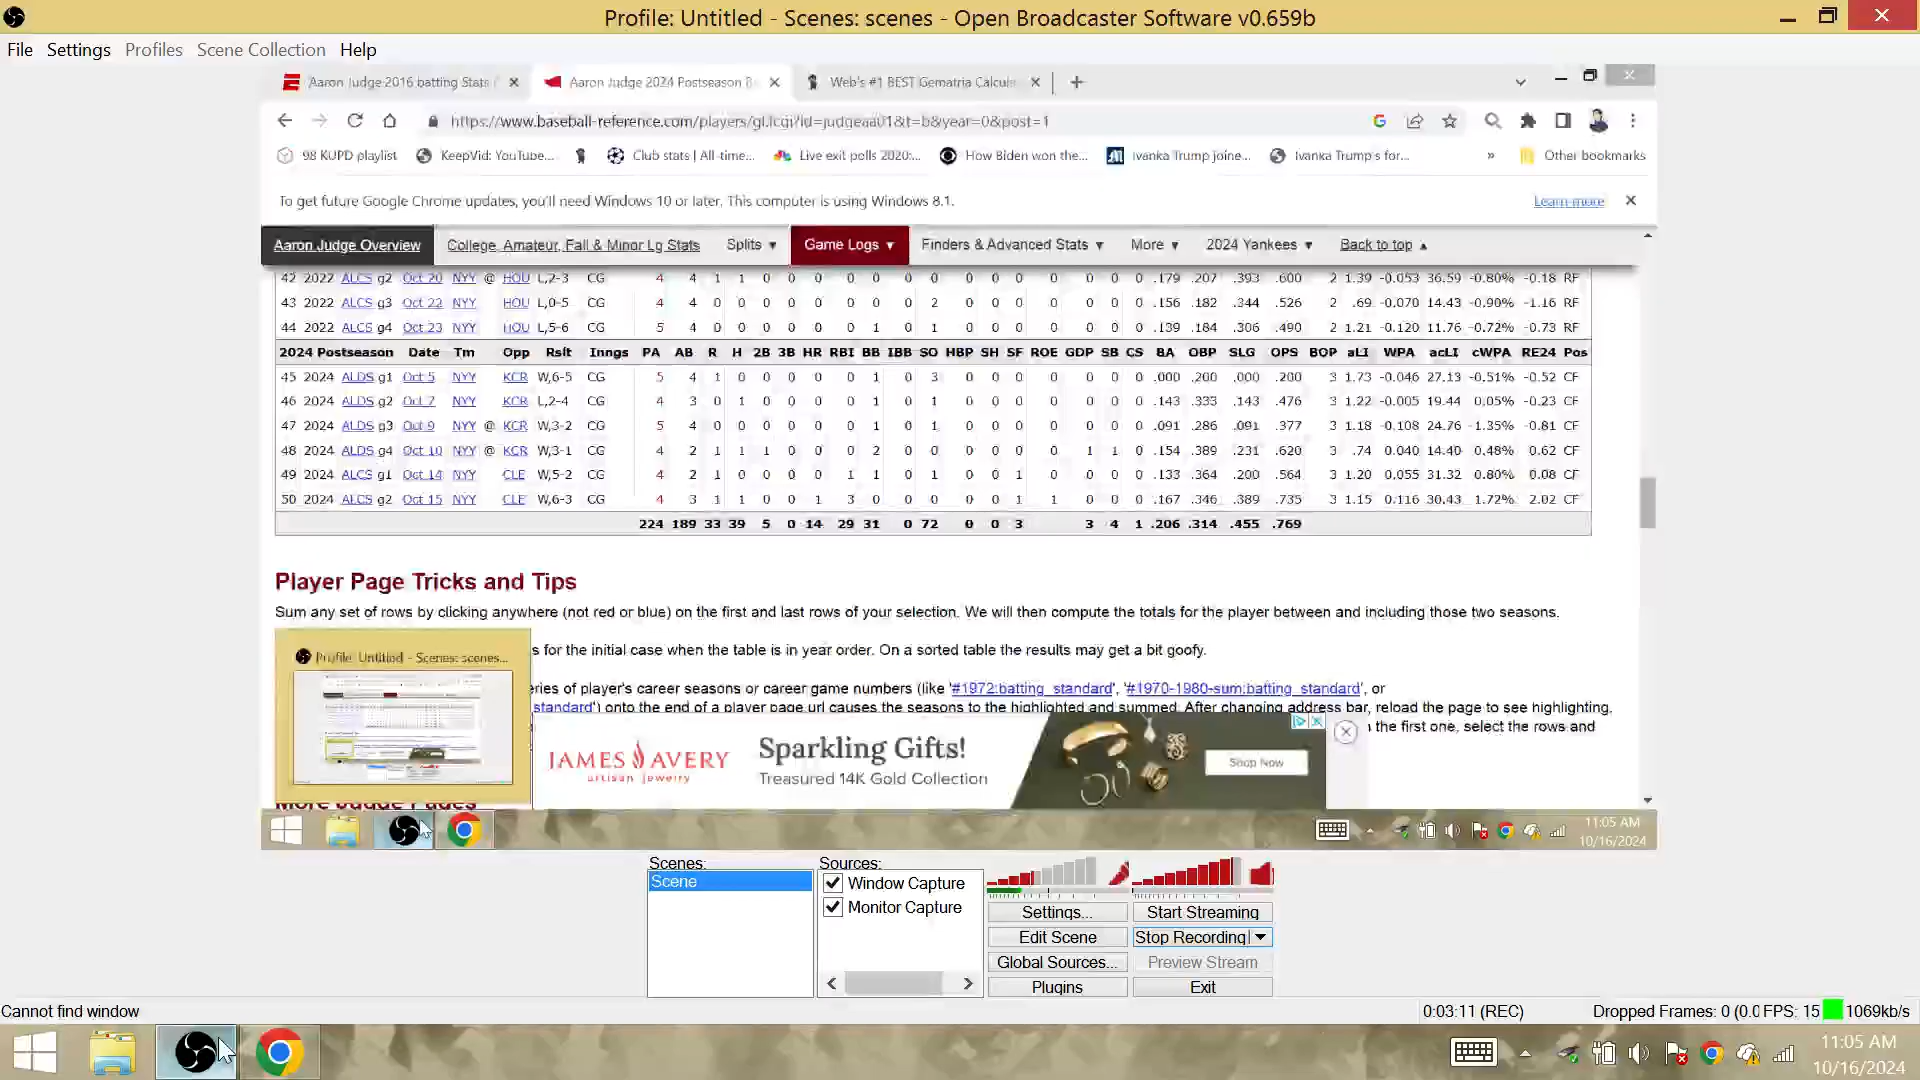 Profile: Untitled - Scenes: scenes - Open Broadcaster Software v0.659b
File Settings Profiles Scene Collection Help
Aaron Judge 2016 batting Stats
Aaron Judge 2024 Postseason B
Web's #1 BEST Gematria Calcul
https://www.baseball-reference.com/players/gl.fcgi?id=judgeaa01&t=b&year=0&post=1
98 KUPD playlist KeepVid: YouTube... Club stats | All-time... Live exit polls 2020:... How Biden won the... Ivanka Trump joine... Ivanka Trump's for... » Other bookmarks
To get future Google Chrome updates, you'll need Windows 10 or later. This computer is using Windows 8.1. Learn more
Aaron Judge Overview College, Amateur, Fall & Minor Lg Stats Splits ▼ Game Logs ▼ Finders & Advanced Stats ▼ More ▼ 2024 Yankees ▼ Back to top ▲
42 2022 ALCS g2 Oct 20 NYY @ HOU L,2-3 CG 4 4 1 1 0 0 0 0 0 0 0 0 0 0 0 0 0 0 .179 .207 .393 .600 2 1.39 -0.053 36.59 -0.80% -0.18 RF
43 2022 ALCS g3 Oct 22 NYY HOU L,0-5 CG 4 4 0 0 0 0 0 0 0 0 2 0 0 0 0 0 0 0 .156 .182 .344 .526 2 .69 -0.070 14.43 -0.90% -1.16 RF
44 2022 ALCS g4 Oct 23 NYY HOU L,5-6 CG 5 4 0 0 0 0 0 0 1 0 1 0 0 0 0 0 0 0 .139 .184 .306 .490 2 1.21 -0.120 11.76 -0.72% -0.73 RF
2024 Postseason Date Tm Opp Rslt Inngs PA AB R H 2B 3B HR RBI BB IBB SO HBP SH SF ROE GDP SB CS BA OBP SLG OPS BOP aLI WPA acLI cWPA RE24 Pos
45 2024 ALDS g1 Oct 5 NYY KCR W,6-5 CG 5 4 1 0 0 0 0 0 1 0 3 0 0 0 0 0 0 0 .000 .200 .000 .200 3 1.73 -0.046 27.13 -0.51% -0.52 CF
46 2024 ALDS g2 Oct 7 NYY KCR L,2-4 CG 4 3 0 1 0 0 0 0 1 0 1 0 0 0 0 0 0 0 .143 .333 .143 .476 3 1.22 -0.005 19.44 0.05% -0.23 CF
47 2024 ALDS g3 Oct 9 NYY @ KCR W,3-2 CG 5 4 0 0 0 0 0 0 1 0 1 0 0 0 0 0 0 0 .091 .286 .091 .377 3 1.18 -0.108 24.76 -1.35% -0.81 CF
48 2024 ALDS g4 Oct 10 NYY @ KCR W,3-1 CG 4 2 1 1 1 0 0 0 2 0 0 0 0 0 0 1 1 0 .154 .389 .231 .620 3 .74 0.040 14.40 0.48% 0.62 CF
49 2024 ALCS g1 Oct 14 NYY CLE W,5-2 CG 4 2 1 0 0 0 0 1 1 0 1 0 0 1 0 0 0 0 .133 .364 .200 .564 3 1.20 0.055 31.32 0.80% 0.08 CF
50 2024 ALCS g2 Oct 15 NYY CLE W,6-3 CG 4 3 1 1 0 0 1 3 0 0 0 0 0 1 1 0 0 0 .167 .346 .389 .735 3 1.15 0.116 30.43 1.72% 2.02 CF
224 189 33 39 5 0 14 29 31 0 72 0 0 3 3 4 1 .206 .314 .455 .769
Player Page Tricks and Tips
Sum any set of rows by clicking anywhere (not red or blue) on the first and last rows of your selection. We will then compute the totals for the player between and including those two seasons.
Profile: Untitled - Scenes: scenes...
s for the initial case when the table is in year order. On a sorted table the results may get a bit goofy.
eries of player's career seasons or career game numbers (like '#1972:batting_standard', '#1970-1980-sum:batting_standard', or
standard') onto the end of a player page url causes the seasons to the highlighted and summed. After changing address bar, reload the page to see highlighting.
the first one, select the rows and
JAMES AVERY
artisan jewelry
Sparkling Gifts!
Treasured 14K Gold Collection
Shop Now
More Judge Pages
11:05 AM
10/16/2024
Scenes:
Scene
Sources:
Window Capture
Monitor Capture
Settings...
Start Streaming
Edit Scene
Stop Recording
Global Sources...
Preview Stream
Plugins
Exit
Cannot find window
0:03:11 (REC)
Dropped Frames: 0 (0.0
FPS: 15
1069kb/s
11:05 AM
10/16/2024